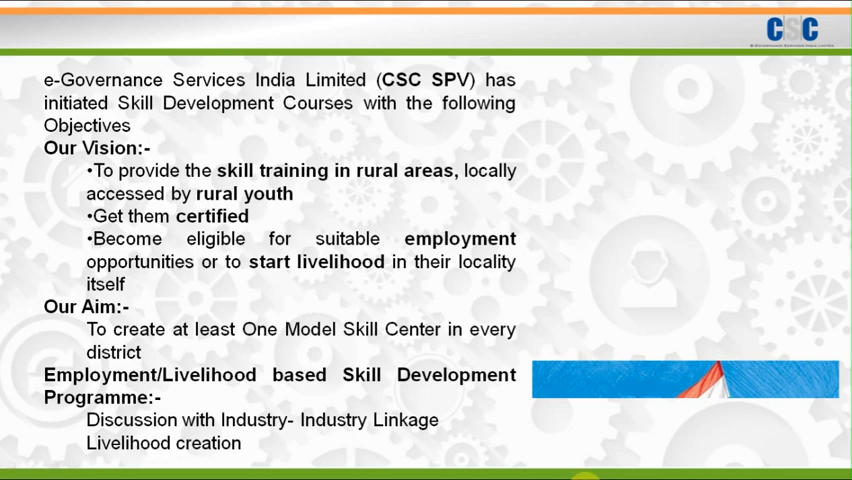 CSC
e-Governance Services India Limited (CSC SPV) has
initiated Skill Development Courses with the following
Objectives
Our Vision:-
•To provide the skill training in rural areas, locally
accessed by rural youth
•Get them certified
•Become eligible for suitable employment
opportunities or to start livelihood in their locality
itself
Our Aim:-
To create at least One Model Skill Center in every
district
Employment/Livelihood based Skill Development
Programme:-
Discussion with Industry- Industry Linkage
Livelihood creation